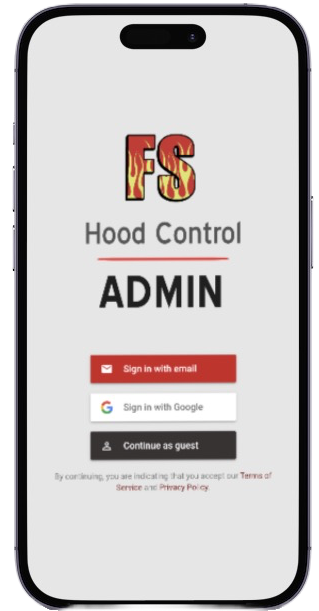 FS
Hood Control
ADMIN
Sign in with email
Sign in with Google
Continue as guest
By continuing, you are indicating that you accept our Terms of
Service and Privacy Policy.